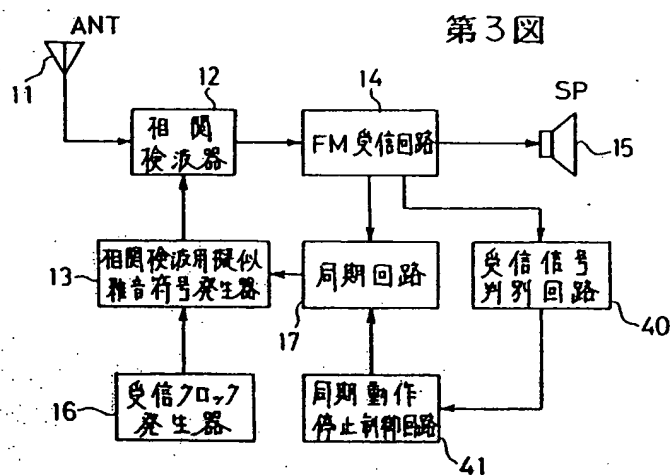 第3図
ANT
11
12
相関
検波器
14
FM受信回路
SP
15
13
相関検波用擬似
雑音符号発生器
同期回路
17
受信信号
判別回路
40
16
受信クロック
発生器
同期動作
停止制御回路
41